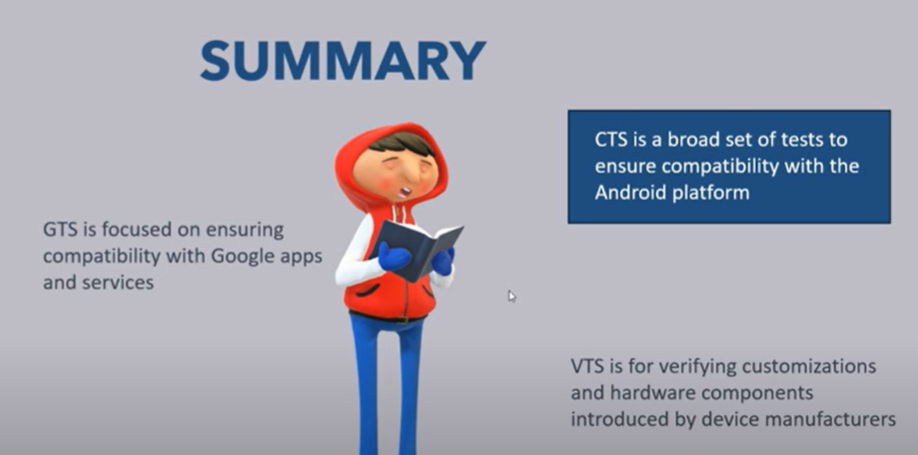 SUMMARY
CTS is a broad set of tests to
ensure compatibility with the
Android platform
GTS is focused on ensuring
compatibility with Google apps
and services
VTS is for verifying customizations
and hardware components
introduced by device manufacturers